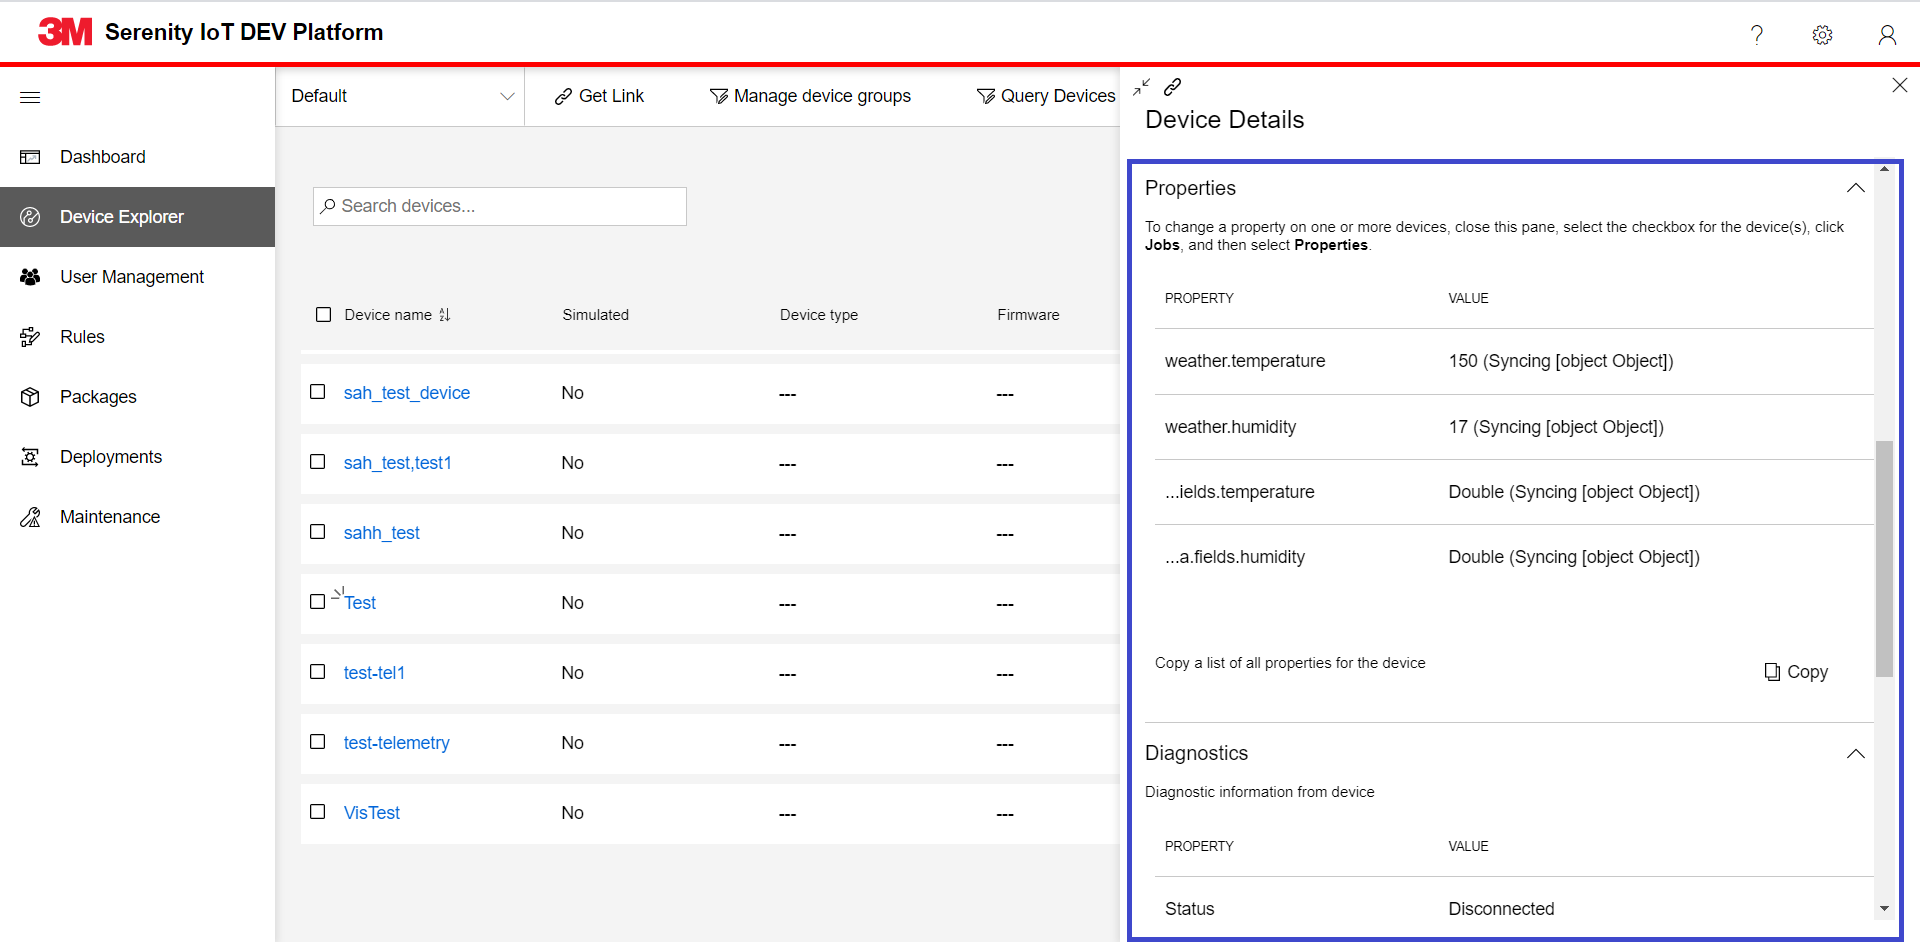 3M Serenity IoT DEV Platform
Default
Get Link
Manage device groups
Query Devices
Dashboard
Device Explorer
User Management
Rules
Packages
Deployments
Maintenance
Search devices...
Device name
Simulated
Device type
Firmware
sah_test_device No --- ---
sah_test,test1 No --- ---
sahh_test No --- ---
Test No --- ---
test-tel1 No --- ---
test-telemetry No --- ---
VisTest No --- ---
Device Details
Properties
To change a property on one or more devices, close this pane, select the checkbox for the device(s), click
Jobs, and then select Properties.
PROPERTY VALUE
weather.temperature 150 (Syncing [object Object])
weather.humidity 17 (Syncing [object Object])
...ields.temperature Double (Syncing [object Object])
...a.fields.humidity Double (Syncing [object Object])
Copy a list of all properties for the device
Copy
Diagnostics
Diagnostic information from device
PROPERTY VALUE
Status Disconnected